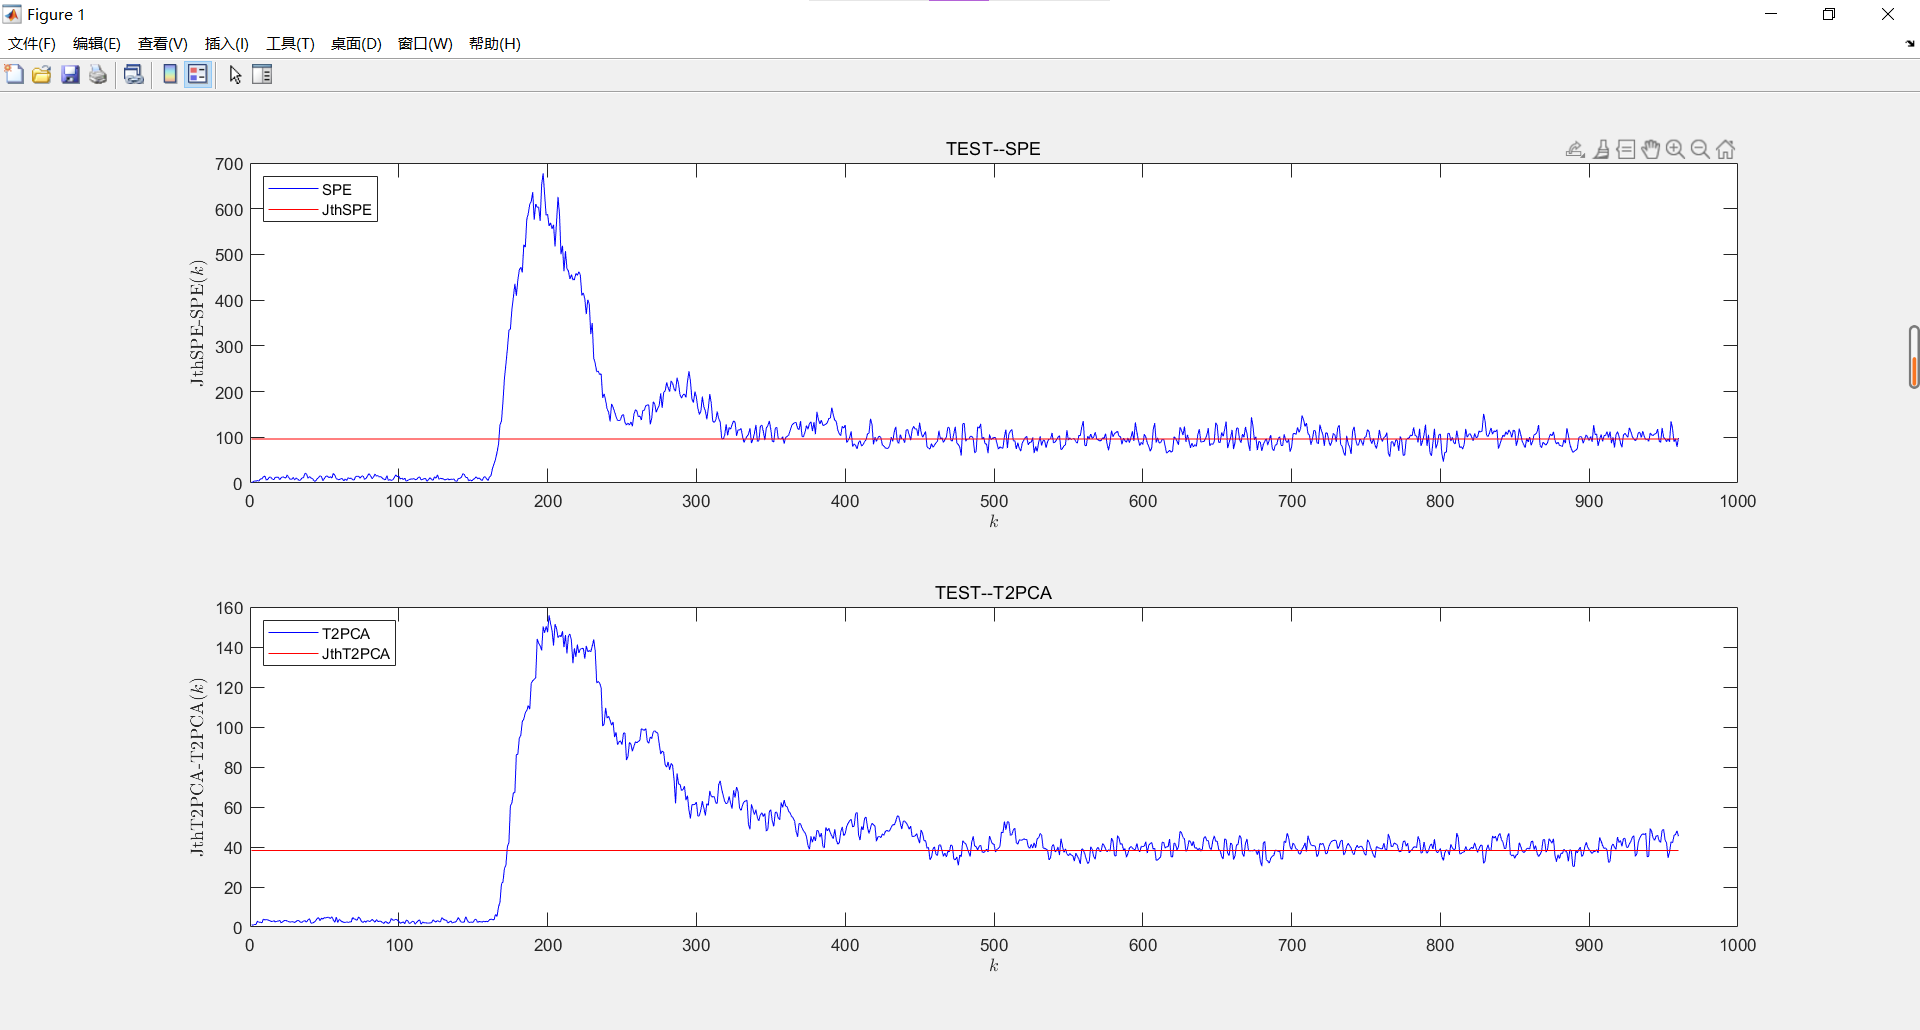 Figure 1
文件(F) 编辑(E) 查看(V) 插入(I) 工具(T) 桌面(D) 窗口(W) 帮助(H)
TEST--SPE
700
600
500
400
300
200
100
0
JthSPE-SPE(k)
SPE
JthSPE
0 100 200 300 400 500 600 700 800 900 1000
k
TEST--T2PCA
160
140
120
100
80
60
40
20
0
JthT2PCA-T2PCA(k)
T2PCA
JthT2PCA
0 100 200 300 400 500 600 700 800 900 1000
k